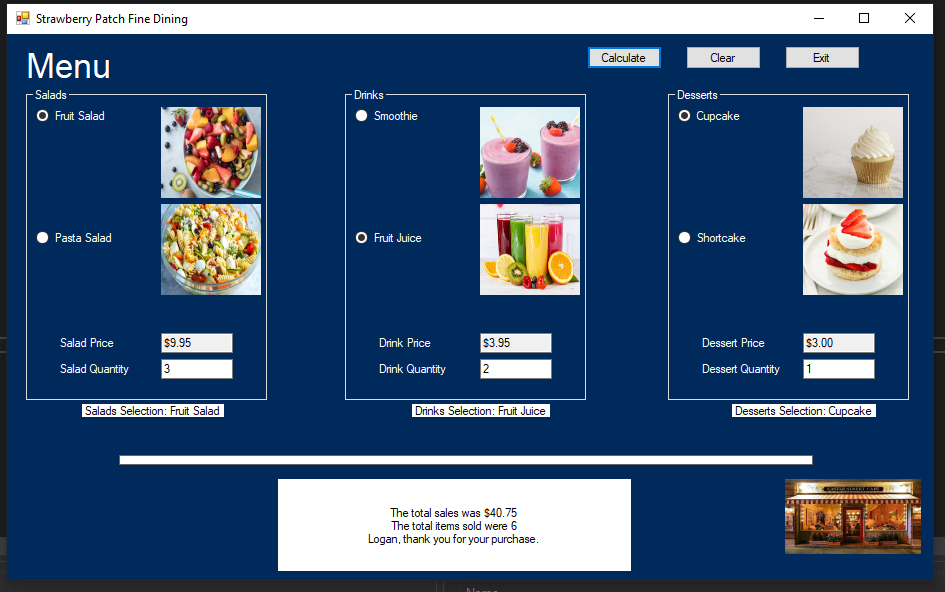 Strawberry Patch Fine Dining
Menu
Calculate Clear Exit
Salads
Fruit Salad
Pasta Salad
Salad Price $9.95
Salad Quantity 3
Salads Selection: Fruit Salad
Drinks
Smoothie
Fruit Juice
Drink Price $3.95
Drink Quantity 2
Drinks Selection: Fruit Juice
Desserts
Cupcake
Shortcake
Dessert Price $3.00
Dessert Quantity 1
Desserts Selection: Cupcake
The total sales was $40.75
The total items sold were 6
Logan, thank you for your purchase.